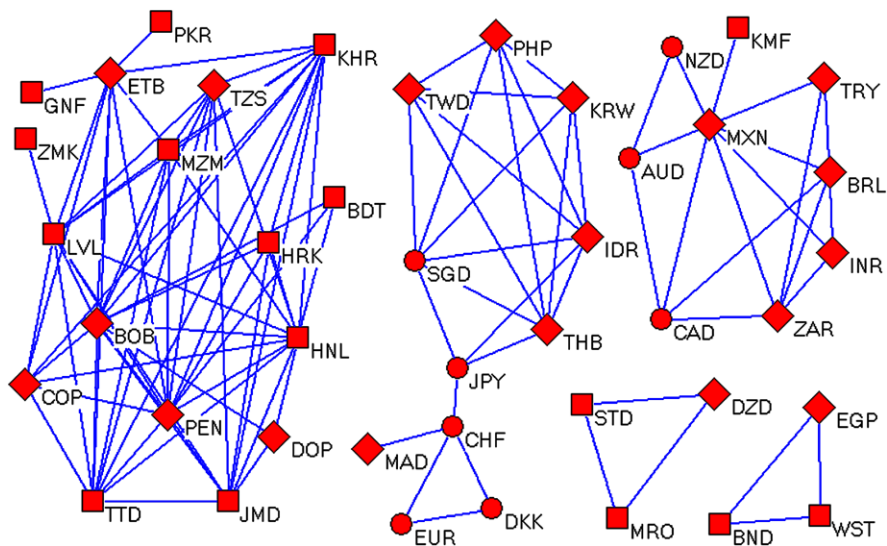 PKR
KHR
ETB
TZS
GNF
ZMK
MZM
BDT
LVL
HRK
BOB
HNL
COP
PEN
DOP
TTD
JMD
PHP
TWD
KRW
SGD
IDR
THB
JPY
CHF
MAD
EUR
DKK
KMF
NZD
TRY
MXN
AUD
BRL
INR
CAD
ZAR
STD
DZD
MRO
EGP
BND
WST